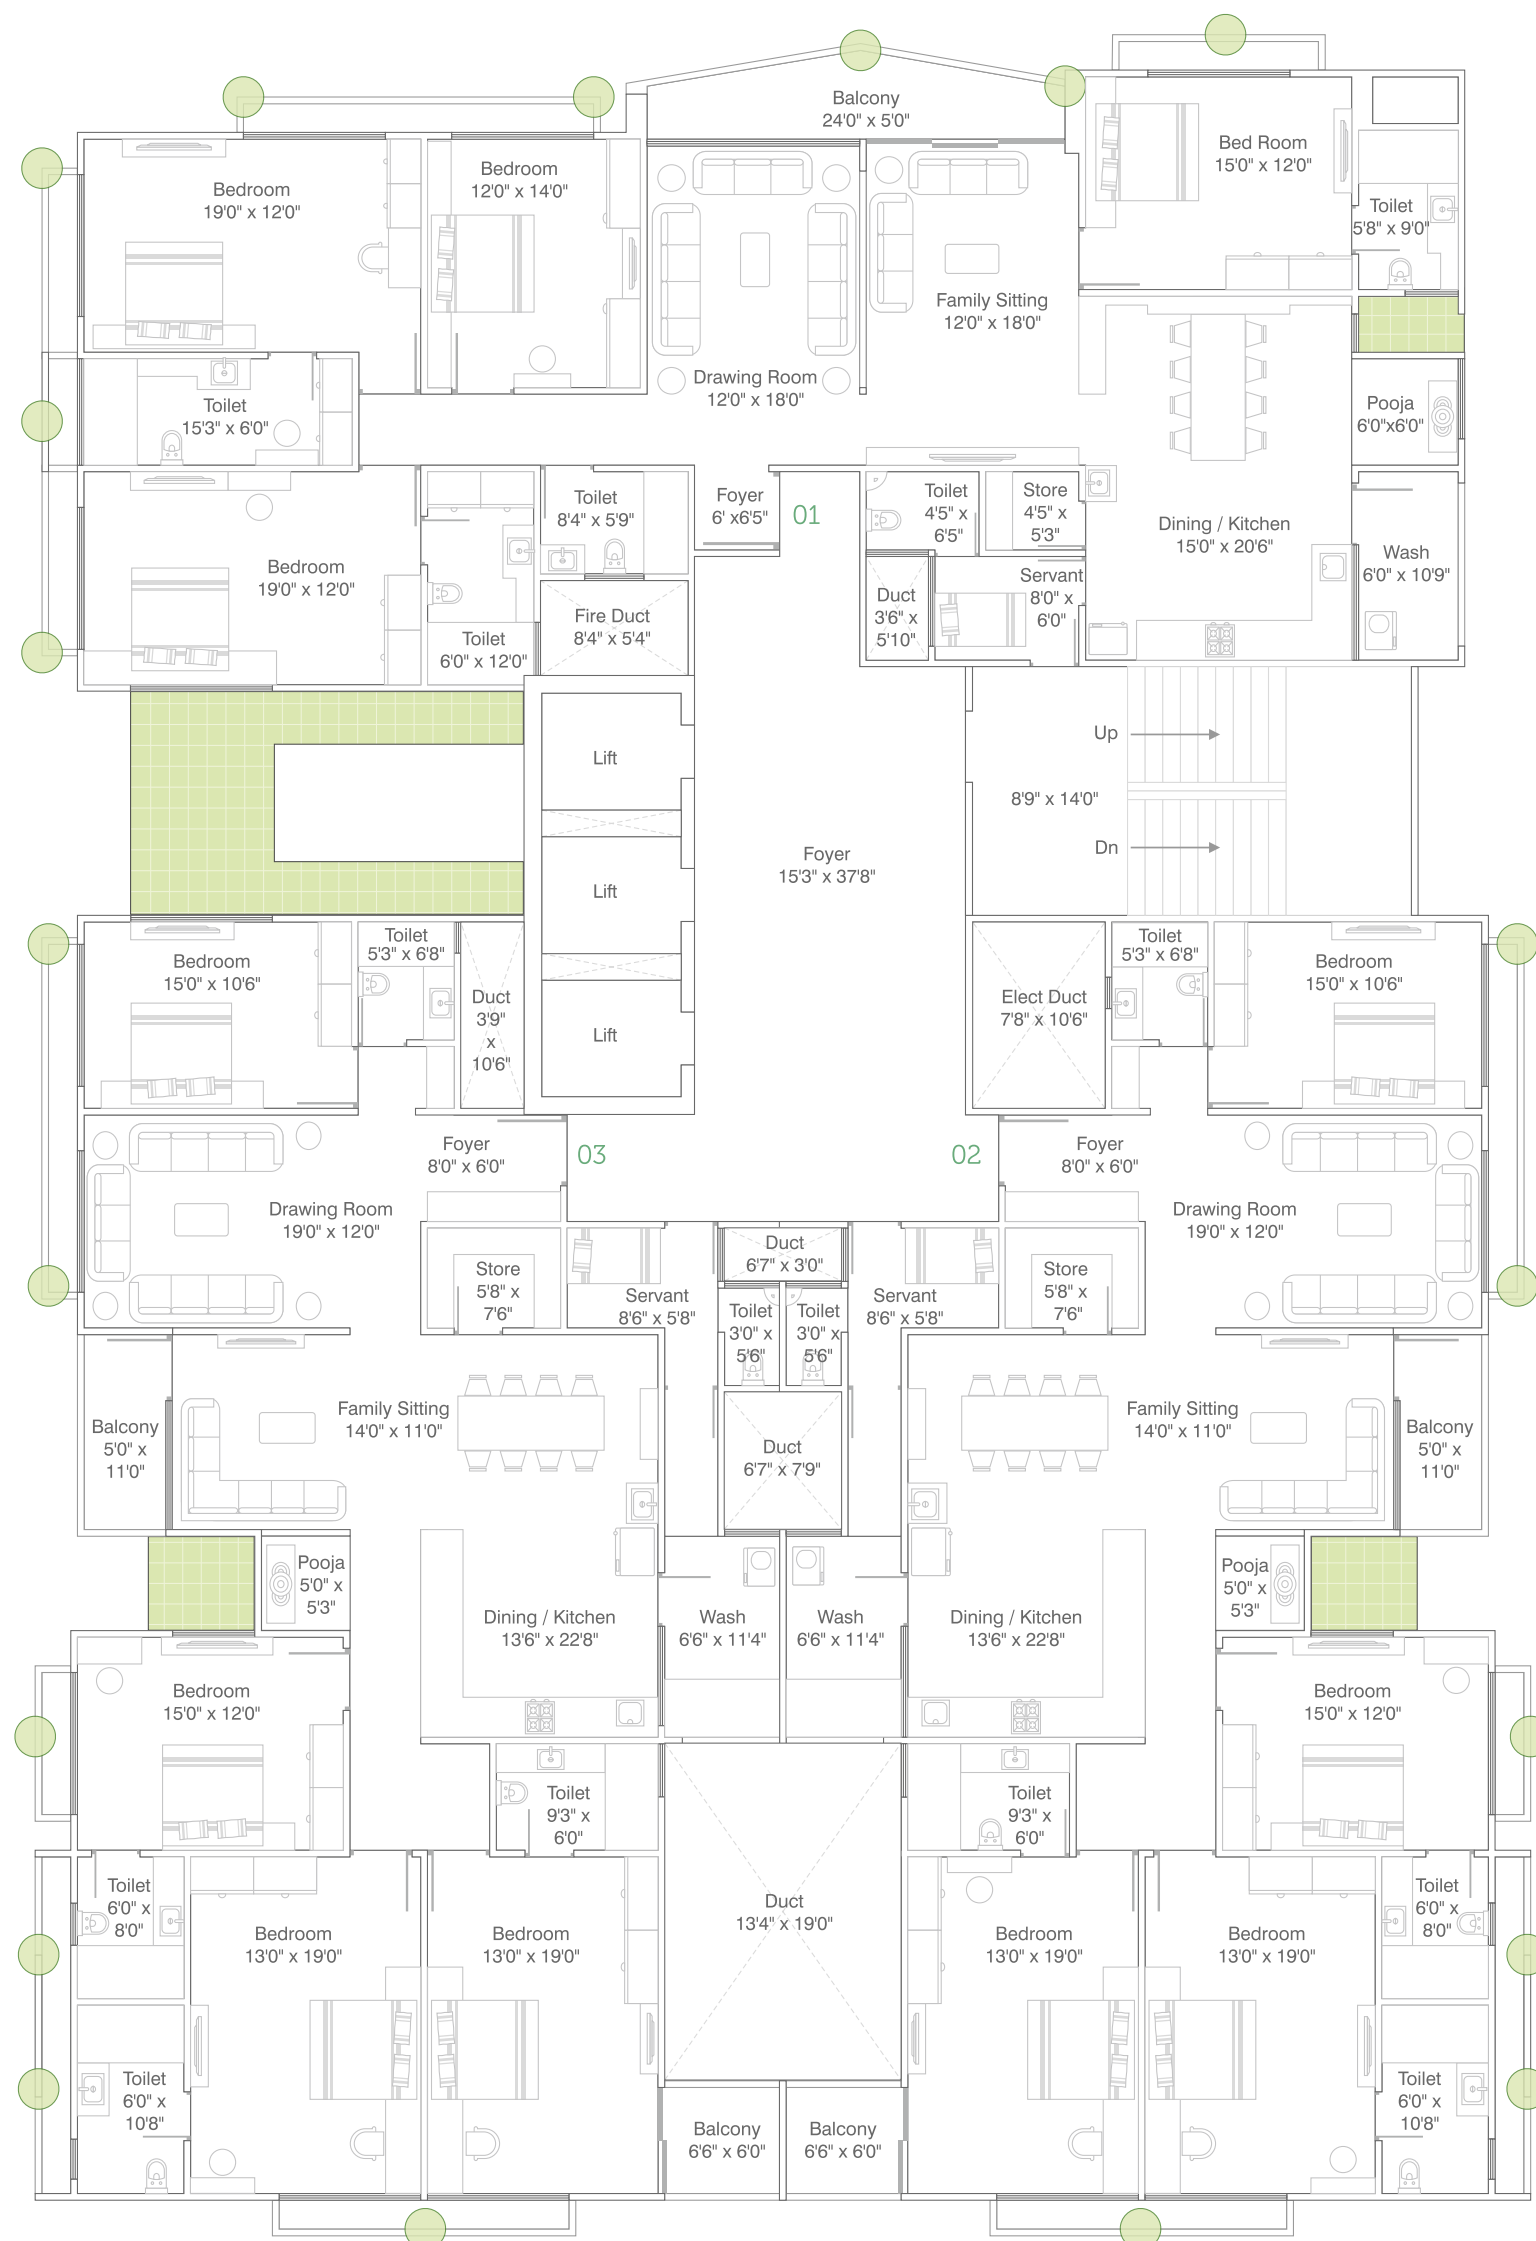 Balcony
24'0" x 5'0"
Bedroom
19'0" x 12'0"
Bedroom
12'0" x 14'0"
Bed Room
15'0" x 12'0"
Toilet
5'8" x 9'0"
Family Sitting
12'0" x 18'0"
Drawing Room
12'0" x 18'0"
Toilet
15'3" x 6'0"
Pooja
6'0"x6'0"
Toilet
8'4" x 5'9"
Foyer
6' x6'5"
01
Toilet
4'5" x
6'5"
Store
4'5" x
5'3"
Dining / Kitchen
15'0" x 20'6"
Wash
6'0" x 10'9"
Bedroom
19'0" x 12'0"
Servant
8'0" x
6'0"
Duct
3'6" x
5'10"
Fire Duct
8'4" x 5'4"
Toilet
6'0" x 12'0"
Up
Lift
8'9" x 14'0"
Dn
Foyer
15'3" x 37'8"
Lift
Bedroom
15'0" x 10'6"
Toilet
5'3" x 6'8"
Duct
3'9"
x
10'6"
Lift
Elect Duct
7'8" x 10'6"
Toilet
5'3" x 6'8"
Bedroom
15'0" x 10'6"
Foyer
8'0" x 6'0"
03
02
Foyer
8'0" x 6'0"
Drawing Room
19'0" x 12'0"
Drawing Room
19'0" x 12'0"
Store
5'8" x
7'6"
Servant
8'6" x 5'8"
Duct
6'7" x 3'0"
Toilet
3'0" x
5'6"
Toilet
3'0" x
5'6"
Servant
8'6" x 5'8"
Store
5'8" x
7'6"
Balcony
5'0" x
11'0"
Family Sitting
14'0" x 11'0"
Duct
6'7" x 7'9"
Family Sitting
14'0" x 11'0"
Balcony
5'0" x
11'0"
Pooja
5'0" x
5'3"
Dining / Kitchen
13'6" x 22'8"
Wash
6'6" x 11'4"
Wash
6'6" x 11'4"
Dining / Kitchen
13'6" x 22'8"
Pooja
5'0" x
5'3"
Bedroom
15'0" x 12'0"
Bedroom
15'0" x 12'0"
Toilet
9'3" x
6'0"
Toilet
9'3" x
6'0"
Toilet
6'0" x
8'0"
Bedroom
13'0" x 19'0"
Bedroom
13'0" x 19'0"
Duct
13'4" x 19'0"
Bedroom
13'0" x 19'0"
Bedroom
13'0" x 19'0"
Toilet
6'0" x
8'0"
Toilet
6'0" x
10'8"
Toilet
6'0" x
10'8"
Balcony
6'6" x 6'0"
Balcony
6'6" x 6'0"